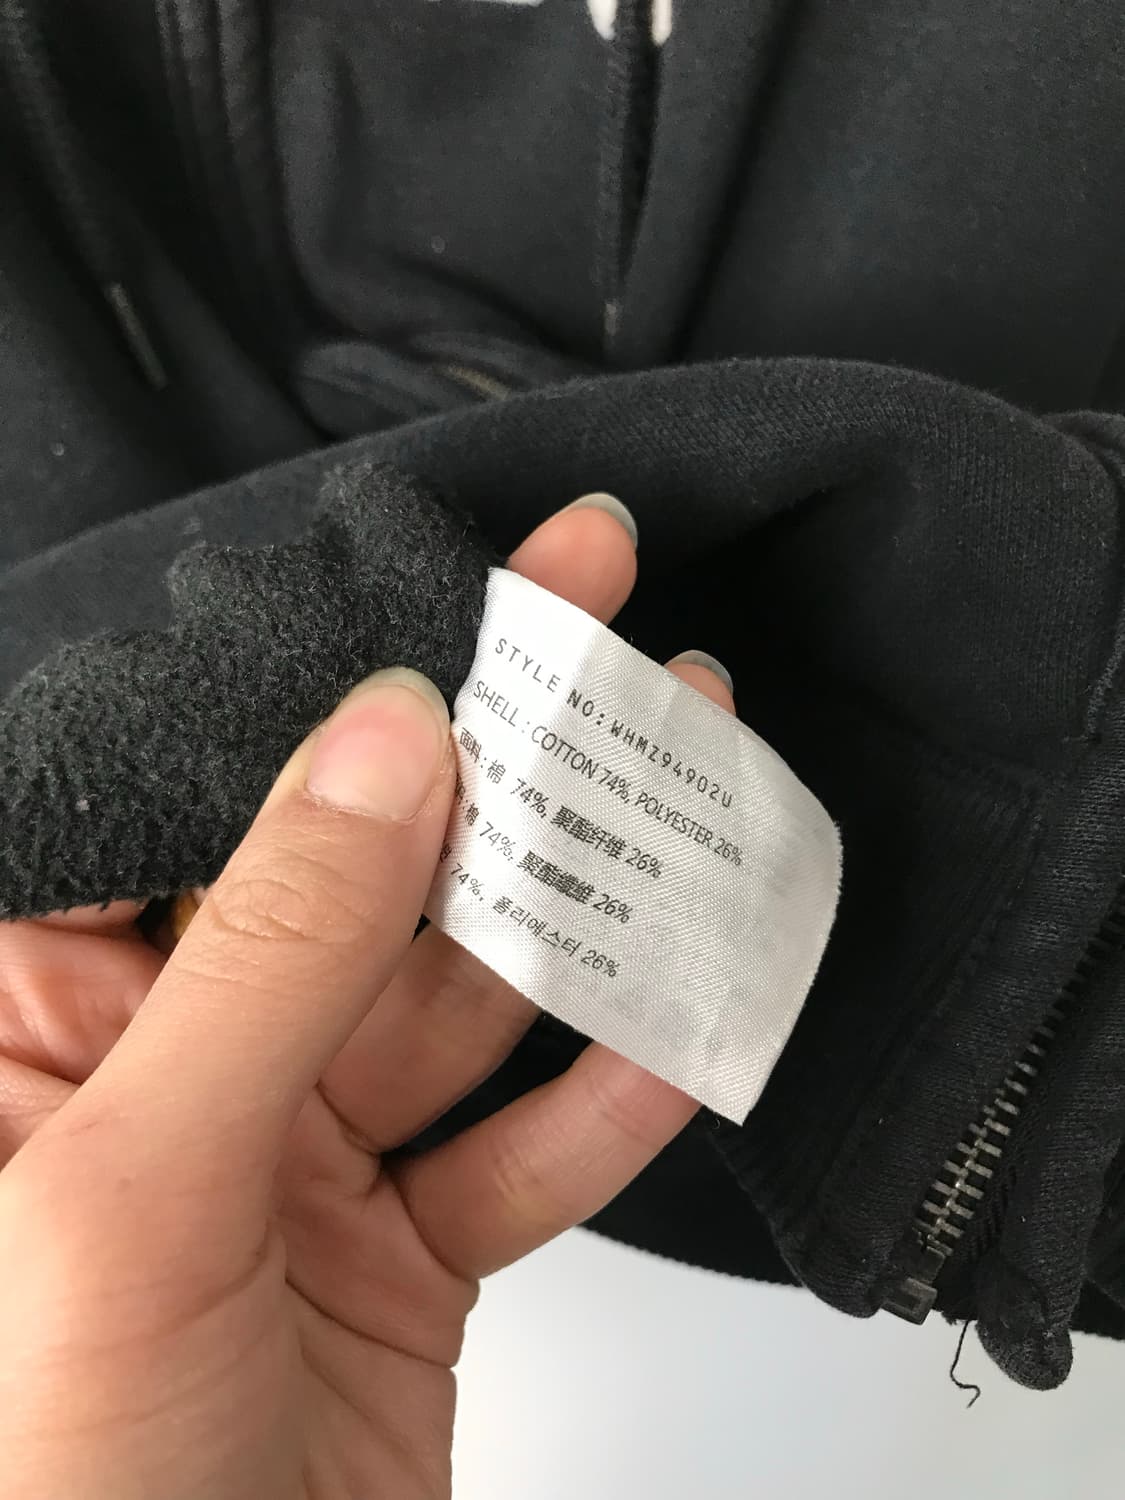 STYLE NO: WHMZ94902U
SHELL : COTTON 74%, POLYESTER 26%
面料: 棉 74%, 聚酯纤维 26%
棉 74%, 聚酯纖維 26%
74%, 폴리에스터 26%